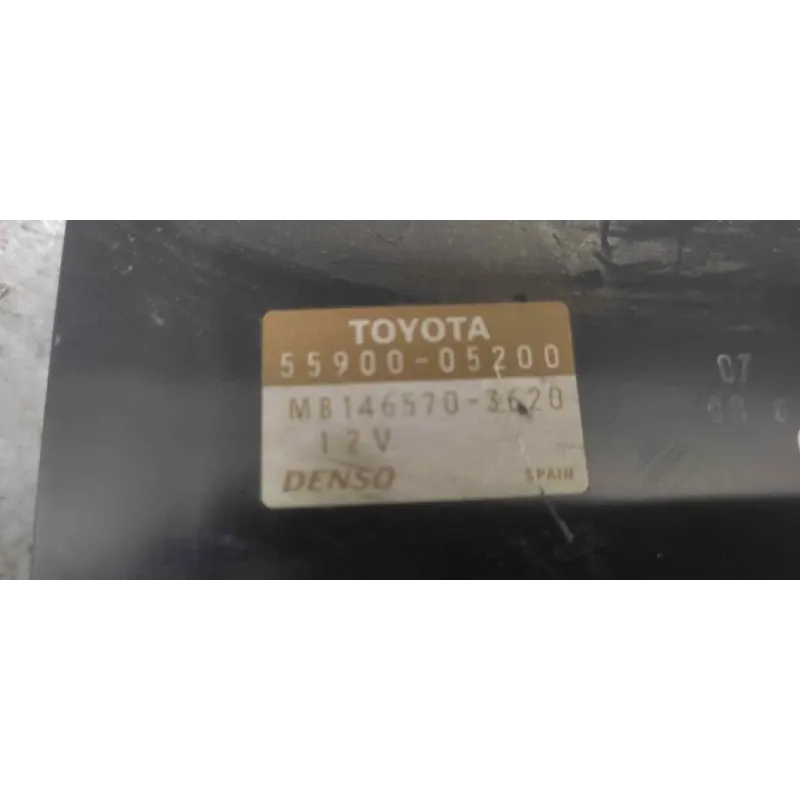 TOYOTA
55900-05200
MB146570-3620
12V
DENSO SPAIN
07